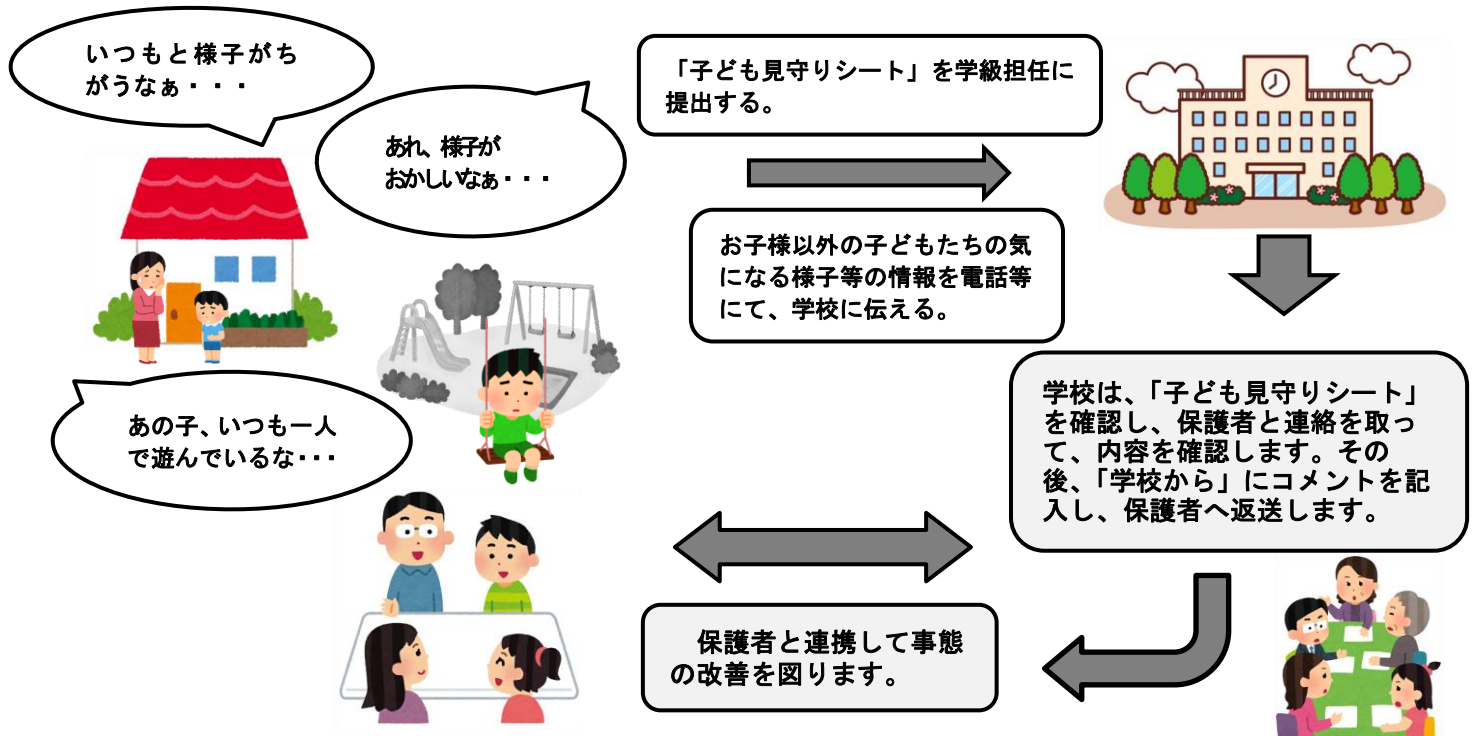 いつもと様子がち
がうなぁ・・・
あれ、様子が
おかしいなぁ・・・
あの子、いつも一人
で遊んでいるな・・・
「子ども見守りシート」を学級担任に
提出する。
お子様以外の子どもたちの気
になる様子等の情報を電話等
にて、学校に伝える。
学校は、「子ども見守りシート」
を確認し、保護者と連絡を取っ
て、内容を確認します。その
後、「学校から」にコメントを記
入し、保護者へ返送します。
保護者と連携して事態
の改善を図ります。